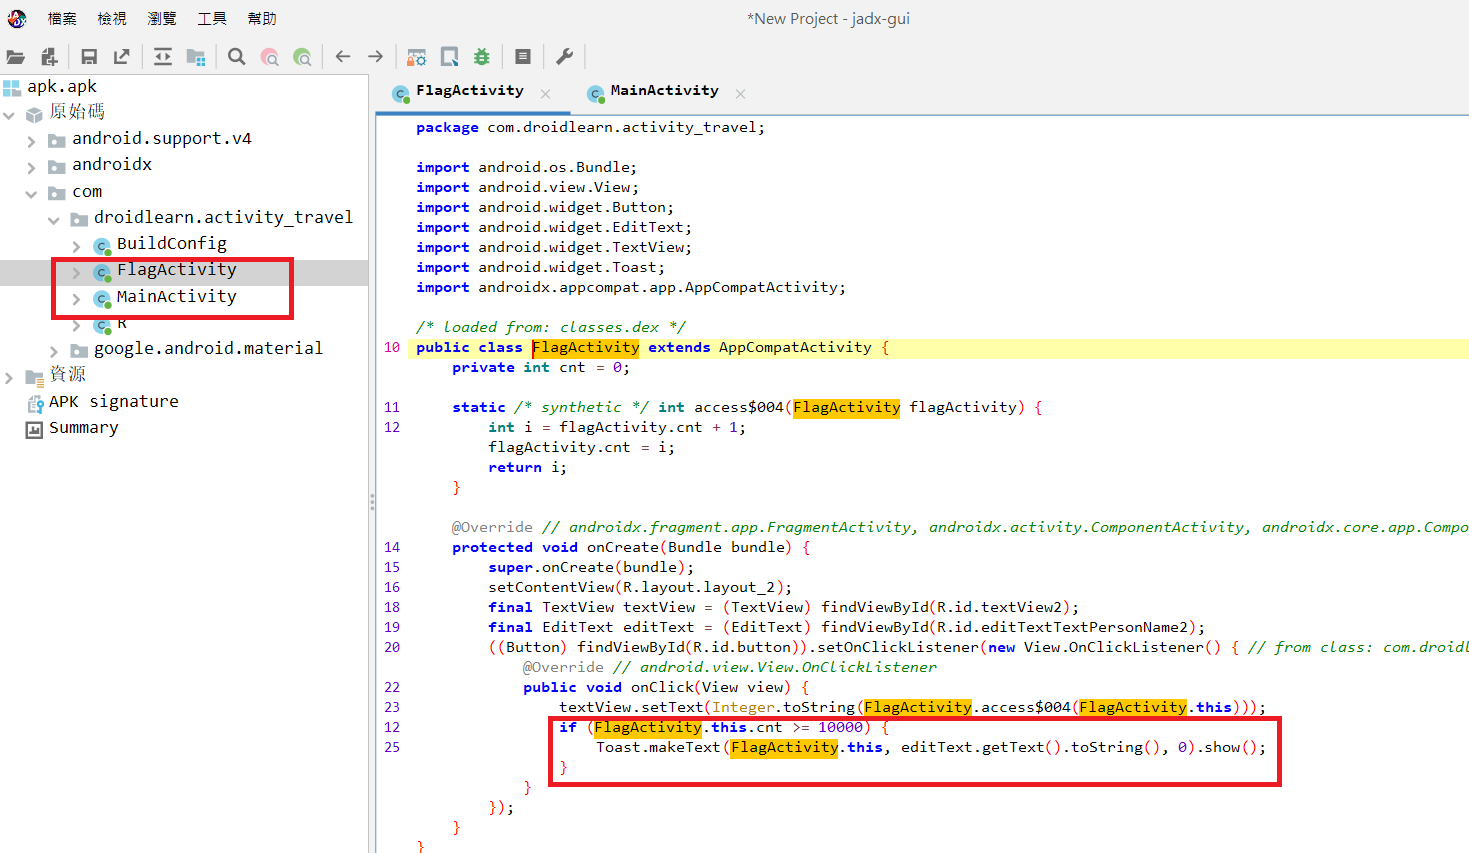 *New Project - jadx-gui
檔案 檢視 瀏覽 工具 幫助
apk.apk
原始碼
android.support.v4
androidx
com
droidlearn.activity_travel
BuildConfig
FlagActivity
MainActivity
R
google.android.material
資源
APK signature
Summary
FlagActivity MainActivity
package com.droidlearn.activity_travel;
import android.os.Bundle;
import android.view.View;
import android.widget.Button;
import android.widget.EditText;
import android.widget.TextView;
import android.widget.Toast;
import androidx.appcompat.app.AppCompatActivity;
/* loaded from: classes.dex */
10 public class FlagActivity extends AppCompatActivity {
private int cnt = 0;
11 static /* synthetic */ int access$004(FlagActivity flagActivity) {
12 int i = flagActivity.cnt + 1;
flagActivity.cnt = i;
return i;
}
@Override // androidx.fragment.app.FragmentActivity, androidx.activity.ComponentActivity, androidx.core.app.Compo
14 protected void onCreate(Bundle bundle) {
15 super.onCreate(bundle);
16 setContentView(R.layout.layout_2);
18 final TextView textView = (TextView) findViewById(R.id.textView2);
19 final EditText editText = (EditText) findViewById(R.id.editTextTextPersonName2);
20 ((Button) findViewById(R.id.button)).setOnClickListener(new View.OnClickListener() { // from class: com.droidl
@Override // android.view.View.OnClickListener
22 public void onClick(View view) {
23 textView.setText(Integer.toString(FlagActivity.access$004(FlagActivity.this)));
12 if (FlagActivity.this.cnt >= 10000) {
25 Toast.makeText(FlagActivity.this, editText.getText().toString(), 0).show();
}
}
});
}
}